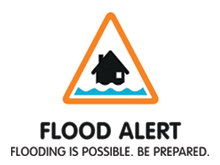 FLOOD ALERT
FLOODING IS POSSIBLE. BE PREPARED.